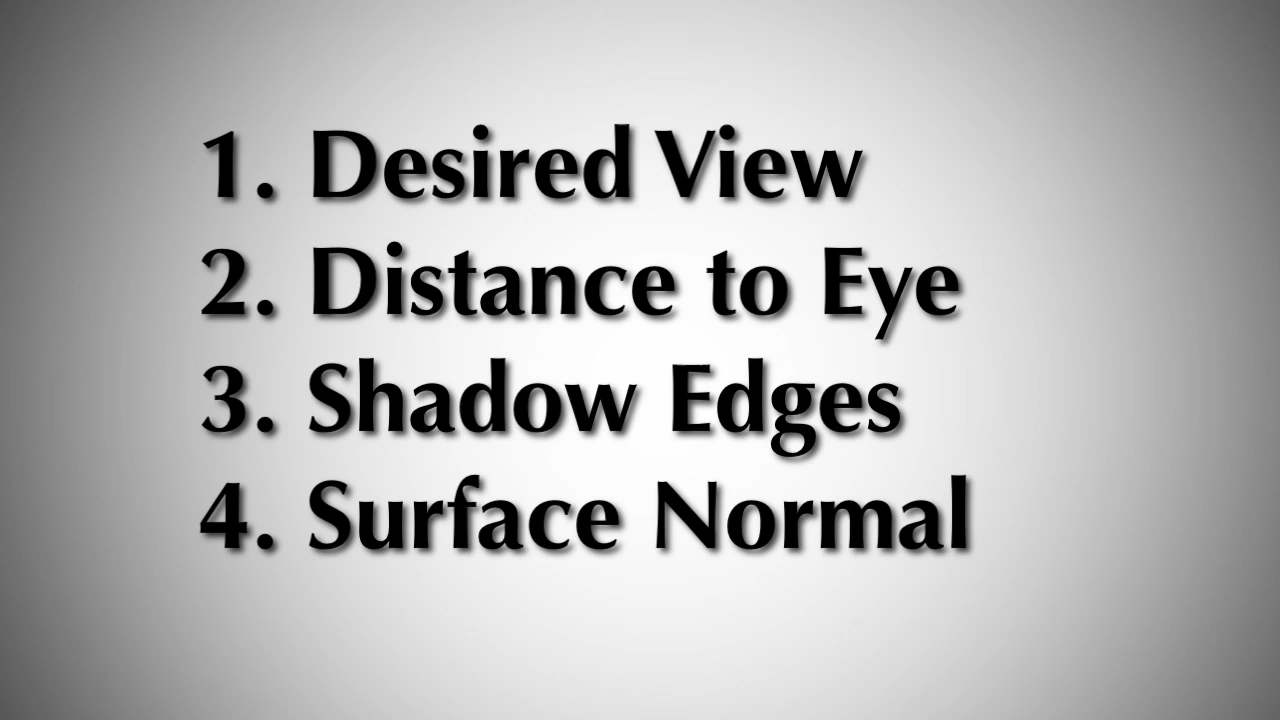 1. Desired View
2. Distance to Eye
3. Shadow Edges
4. Surface Normal